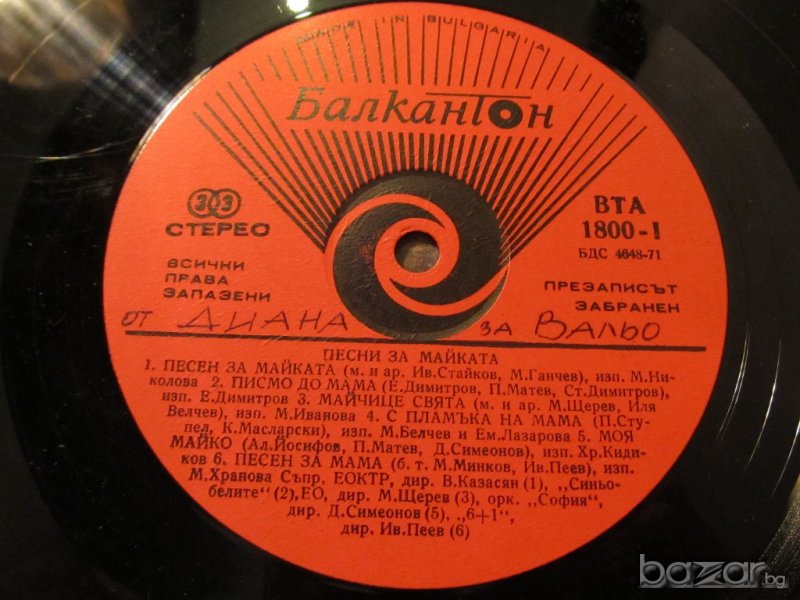 MADE IN BULGARIA
Балкантон
303
СТЕРЕО
ВТА
1800-I
БДС 4648-71
ВСИЧКИ
ПРАВА
ЗАПАЗЕНИ
ПРЕЗАПИСЪТ
ЗАБРАНЕН
от ДИАНА за Вальо
ПЕСНИ ЗА МАЙКАТА
1. ПЕСЕН ЗА МАЙКАТА (м. и ар. Ив.Стайков, М.Ганчев), изп. М.Ни-
колова 2. ПИСМО ДО МАМА (Е.Димитров, П.Матев, Ст.Димитров),
изп. Е.Димитров 3. МАЙЧИЦЕ СВЯТА (м. и ар. М.Щерев, Иля
Велчев), изп. М.Иванова 4. С ПЛАМЪКА НА МАМА (П.Сту-
пел, К.Масларски), изп. М.Белчев и Ем.Лазарова 5. МОЯ
МАЙКО (Ал.Йосифов, П.Матев, Д.Симеонов), изп. Хр.Киди-
ков 6. ПЕСЕН ЗА МАМА (б. т. М.Минков, Ив.Пеев), изп.
М.Хранова Съпр. ЕОКТР, дир. В.Казасян (1), „Синьо-
белите“ (2), ЕО, дир. М.Щерев (3), орк. „София“,
дир. Д.Симеонов (5), „6+1“,
дир. Ив.Пеев (6)
bazar.bg